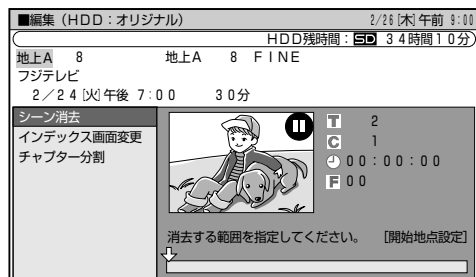 ■編集(HDD:オリジナル) 2/26[木]午前 9:00
HDD残時間:SD 34時間10分
地上A 8 地上A 8 FINE
フジテレビ
2/24[火]午後 7:00 30分
シーン消去
インデックス画面変更
チャプター分割
T 2
C 1
00:00:00
F 00
消去する範囲を指定してください。 [開始地点設定]